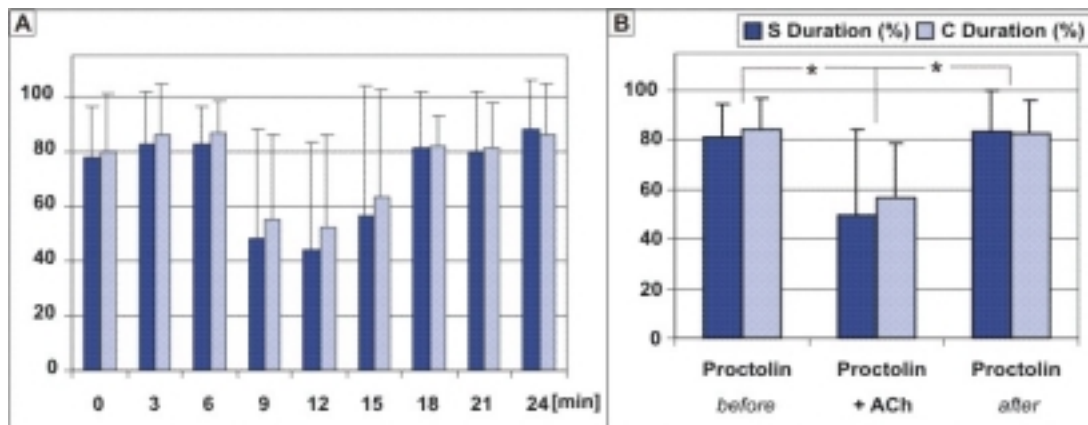 A
100
80
60
40
20
0
0 3 6 9 12 15 18 21 24 [min]
B
S Duration (%) C Duration (%)
* *
100
80
60
40
20
0
Proctolin Proctolin Proctolin
before + ACh after